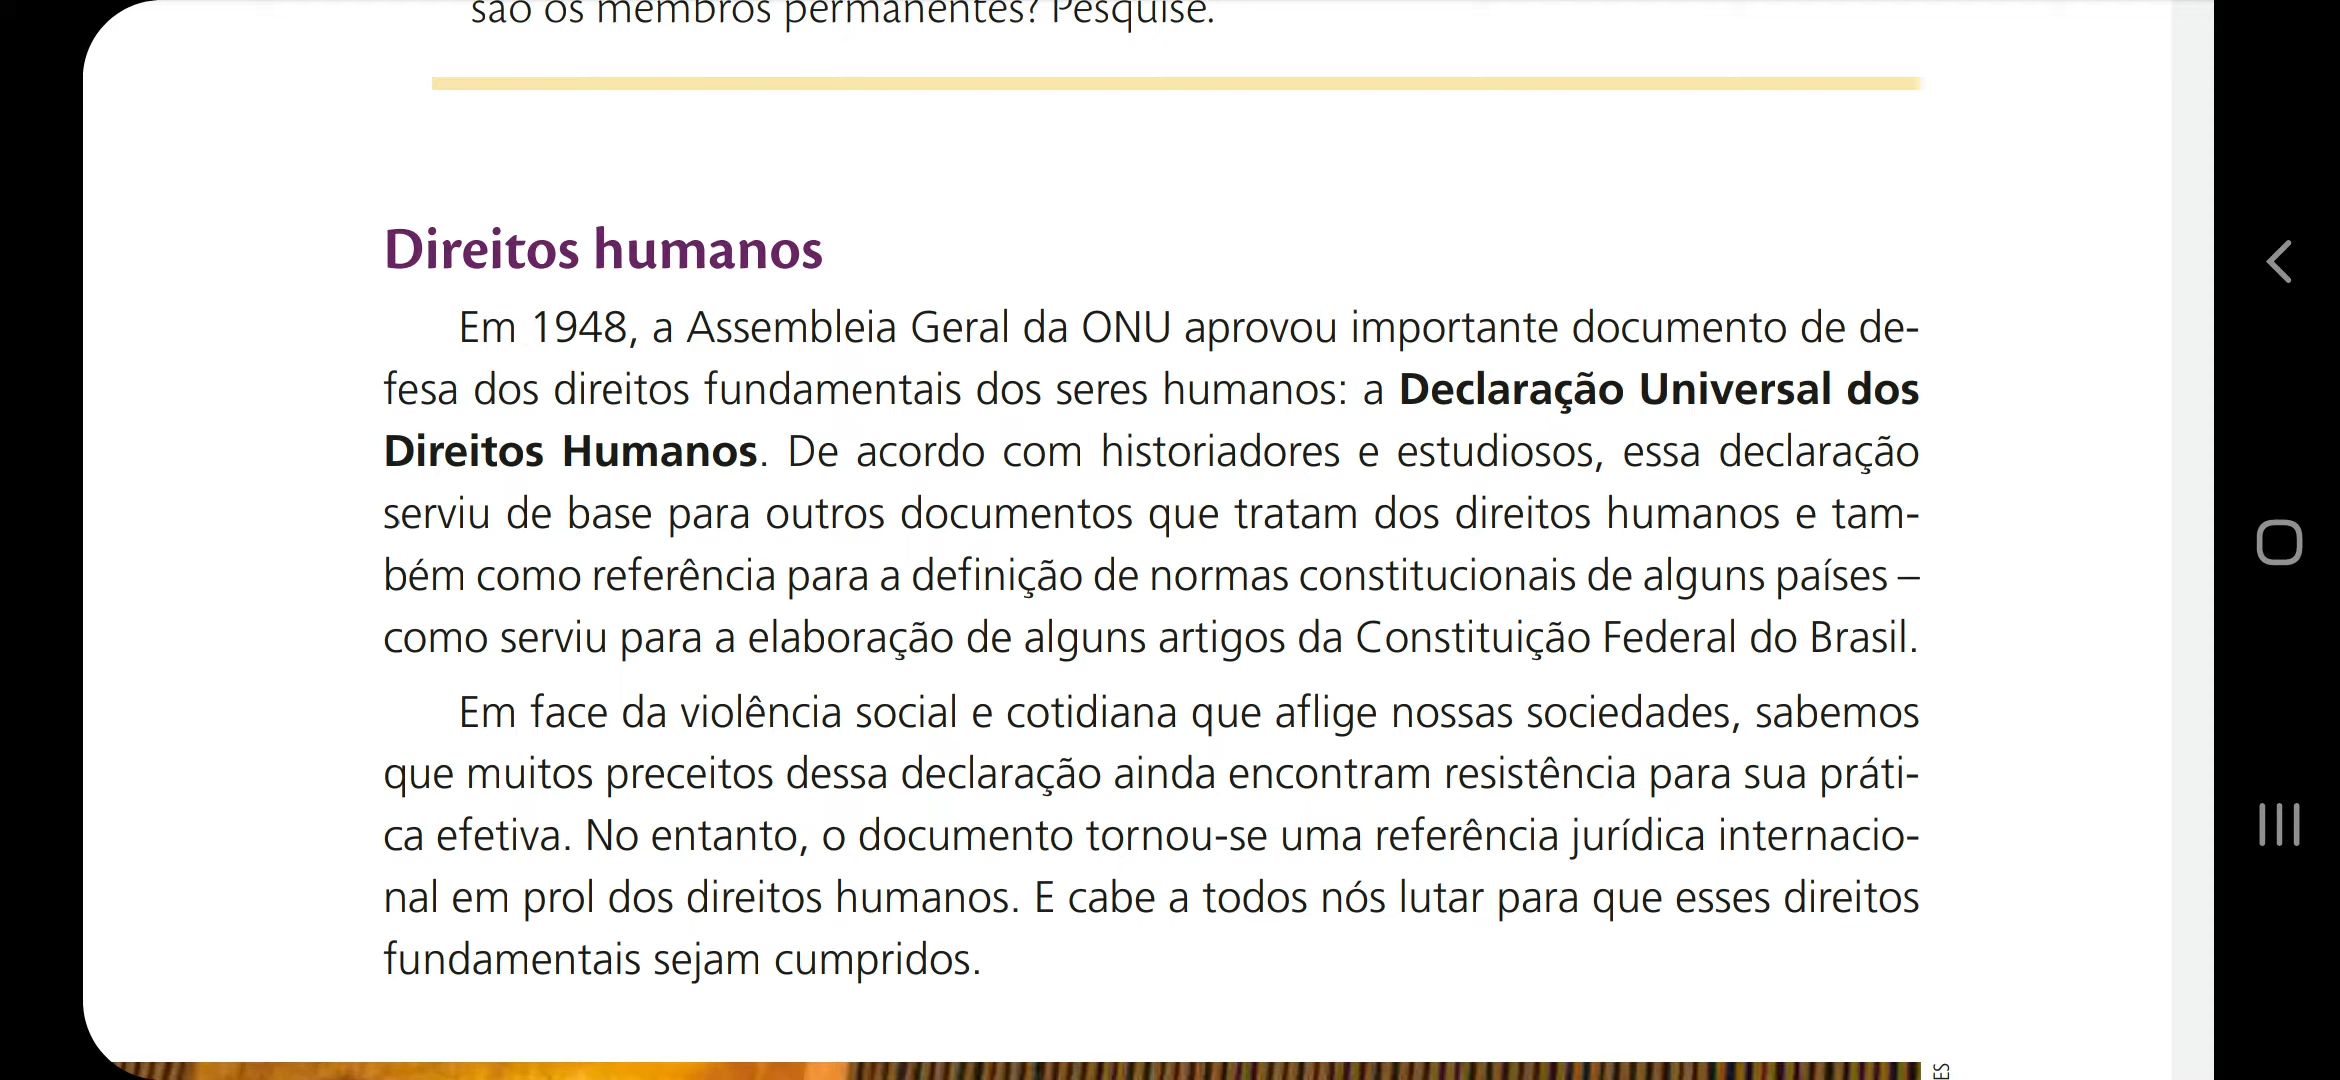 são os membros permanentes? Pesquise.
Direitos humanos
Em 1948, a Assembleia Geral da ONU aprovou importante documento de de-
fesa dos direitos fundamentais dos seres humanos: a Declaração Universal dos
Direitos Humanos. De acordo com historiadores e estudiosos, essa declaração
serviu de base para outros documentos que tratam dos direitos humanos e tam-
bém como referência para a definição de normas constitucionais de alguns países –
como serviu para a elaboração de alguns artigos da Constituição Federal do Brasil.
Em face da violência social e cotidiana que aflige nossas sociedades, sabemos
que muitos preceitos dessa declaração ainda encontram resistência para sua práti-
ca efetiva. No entanto, o documento tornou-se uma referência jurídica internacio-
nal em prol dos direitos humanos. E cabe a todos nós lutar para que esses direitos
fundamentais sejam cumpridos.
ES